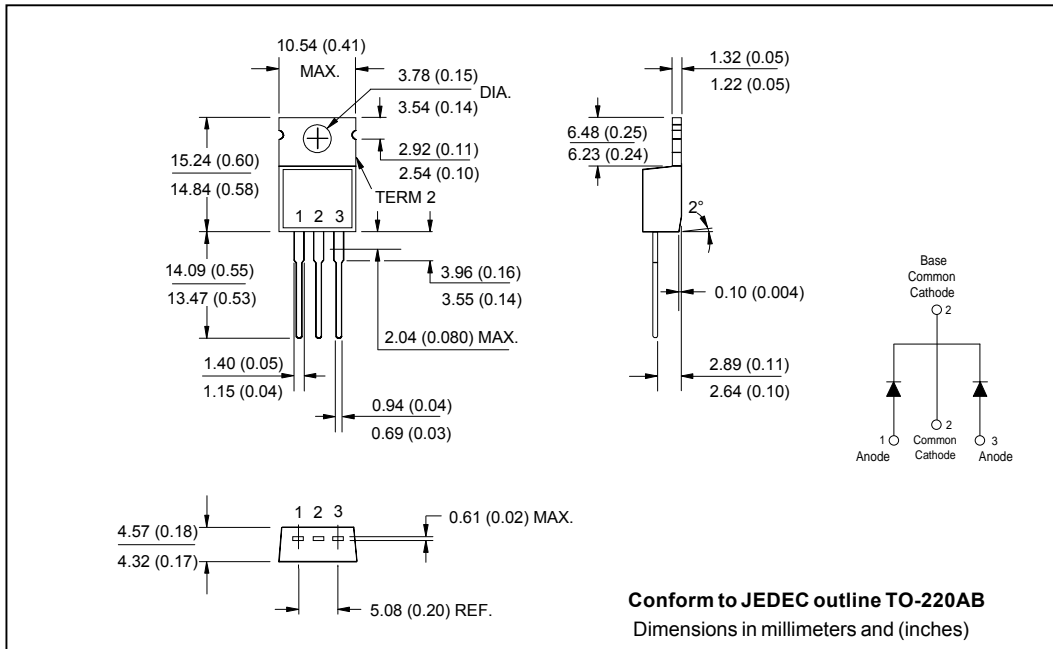 10.54 (0.41)
MAX.
3.78 (0.15)
3.54 (0.14)
DIA.
2.92 (0.11)
2.54 (0.10)
TERM 2
15.24 (0.60)
14.84 (0.58)
1 2 3
14.09 (0.55)
13.47 (0.53)
3.96 (0.16)
3.55 (0.14)
2.04 (0.080) MAX.
1.40 (0.05)
1.15 (0.04)
0.94 (0.04)
0.69 (0.03)
1.32 (0.05)
1.22 (0.05)
6.48 (0.25)
6.23 (0.24)
2°
0.10 (0.004)
2.89 (0.11)
2.64 (0.10)
Base
Common
Cathode
2
1
Anode
2
Common
Cathode
3
Anode
4.57 (0.18)
4.32 (0.17)
1 2 3
0.61 (0.02) MAX.
5.08 (0.20) REF.
Conform to JEDEC outline TO-220AB
Dimensions in millimeters and (inches)